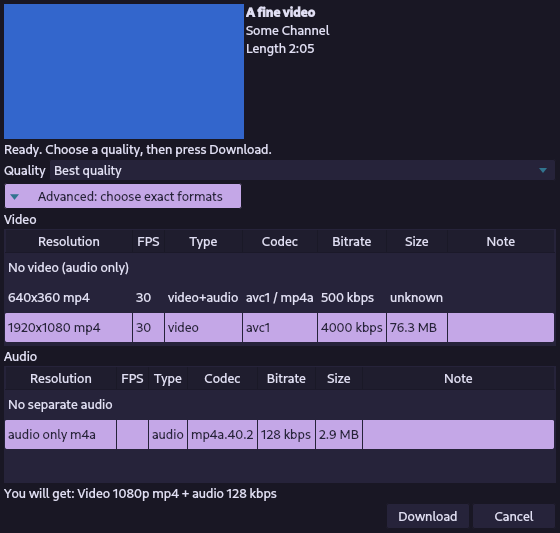 A fine video
Some Channel
Length 2:05
Ready. Choose a quality, then press Download.
Quality Best quality
Advanced: choose exact formats
Video
Resolution FPS Type Codec Bitrate Size Note
No video (audio only)
640x360 mp4 30 video+audio avc1 / mp4a 500 kbps unknown
1920x1080 mp4 30 video avc1 4000 kbps 76.3 MB
Audio
Resolution FPS Type Codec Bitrate Size Note
No separate audio
audio only m4a audio mp4a.40.2 128 kbps 2.9 MB
You will get: Video 1080p mp4 + audio 128 kbps
Download Cancel